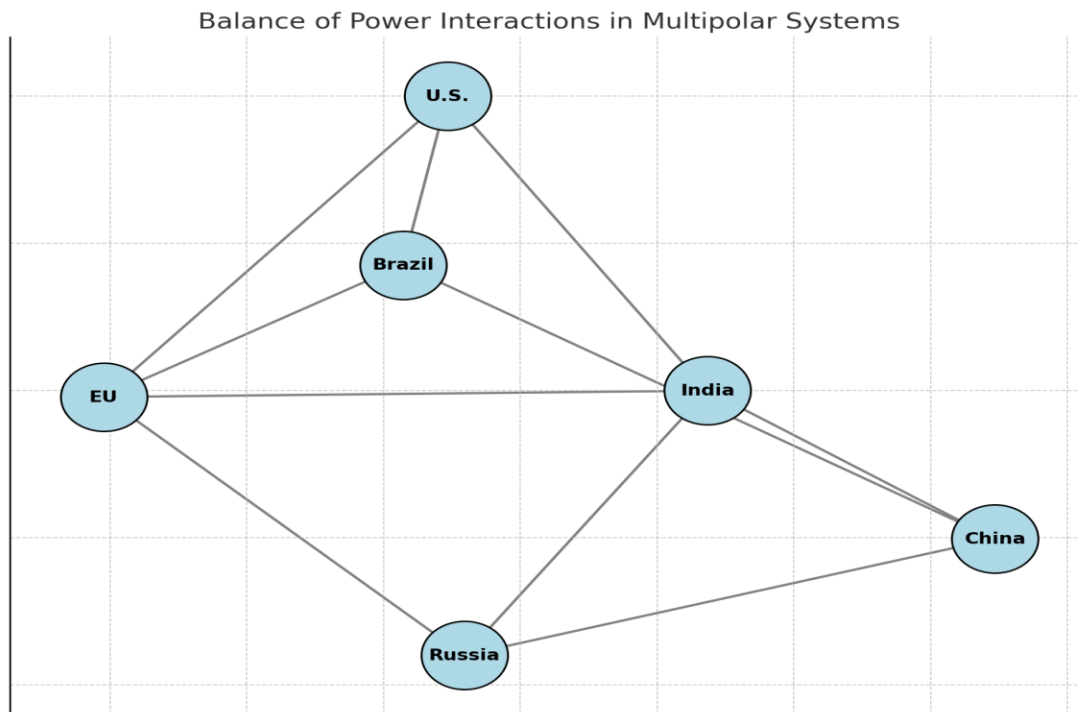 Balance of Power Interactions in Multipolar Systems
U.S.
Brazil
EU
India
China
Russia